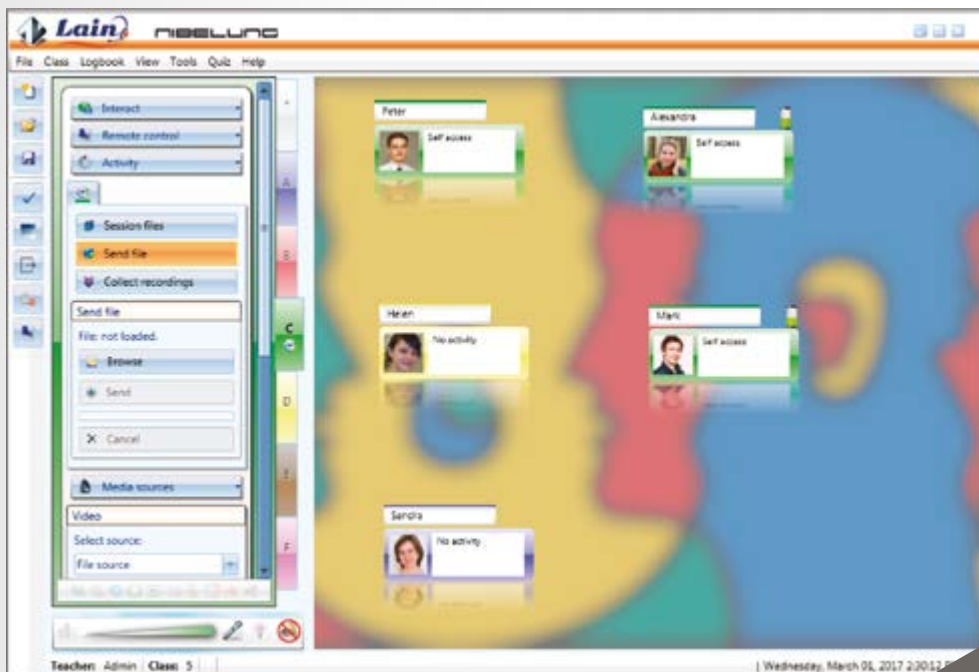 Lain NIBELUNG
File Class Logbook View Tools Quiz Help
Interact
Remote control
Activity
Session files
Send file
Collect recordings
Send file
File: not loaded.
Browse
Send
Cancel
Media sources
Video
Select source:
File source
A
B
C
D
F
Peter
Self access
Alexandra
Self access
Helen
No activity
Mark
Self access
Sandra
No activity
Teacher: Admin Class: 5
Wednesday, March 01, 2017 2:30:12